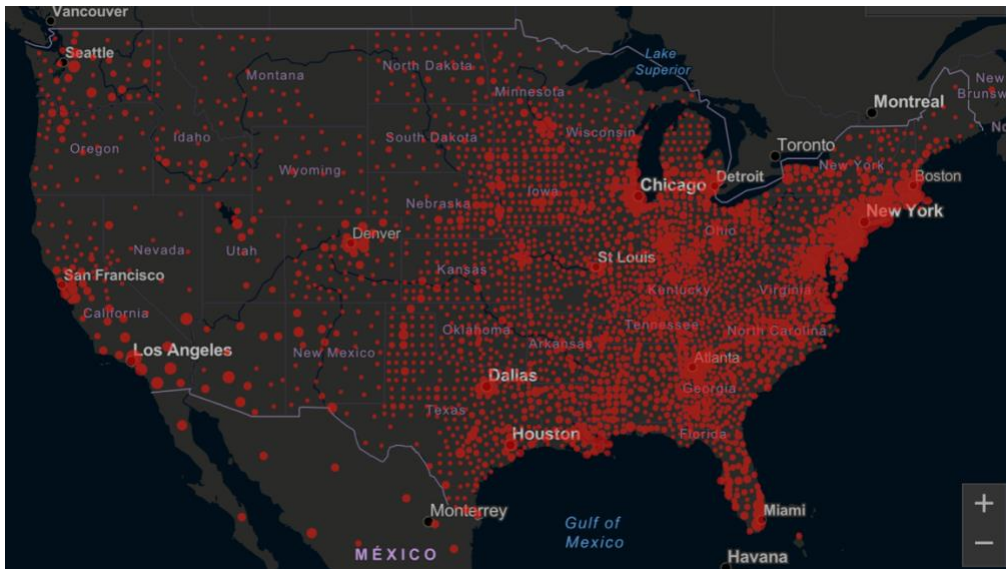 Vancouver
Seattle
Montana
North Dakota
Minnesota
Lake
Superior
Montreal
New
Brunsw
No
Oregon
Idaho
Wyoming
South Dakota
Wisconsin
Toronto
New York
Boston
Nebraska
Iowa
Chicago
Detroit
New York
Nevada
Utah
Denver
Kansas
St Louis
Ohio
San Francisco
California
Kentucky
Virginia
Los Angeles
New Mexico
Oklahoma
Arkansas
Tennessee
North Carolina
Atlanta
Dallas
Texas
Georgia
Houston
Florida
Monterrey
Gulf of
Mexico
Miami
MÉXICO
Havana
+
−